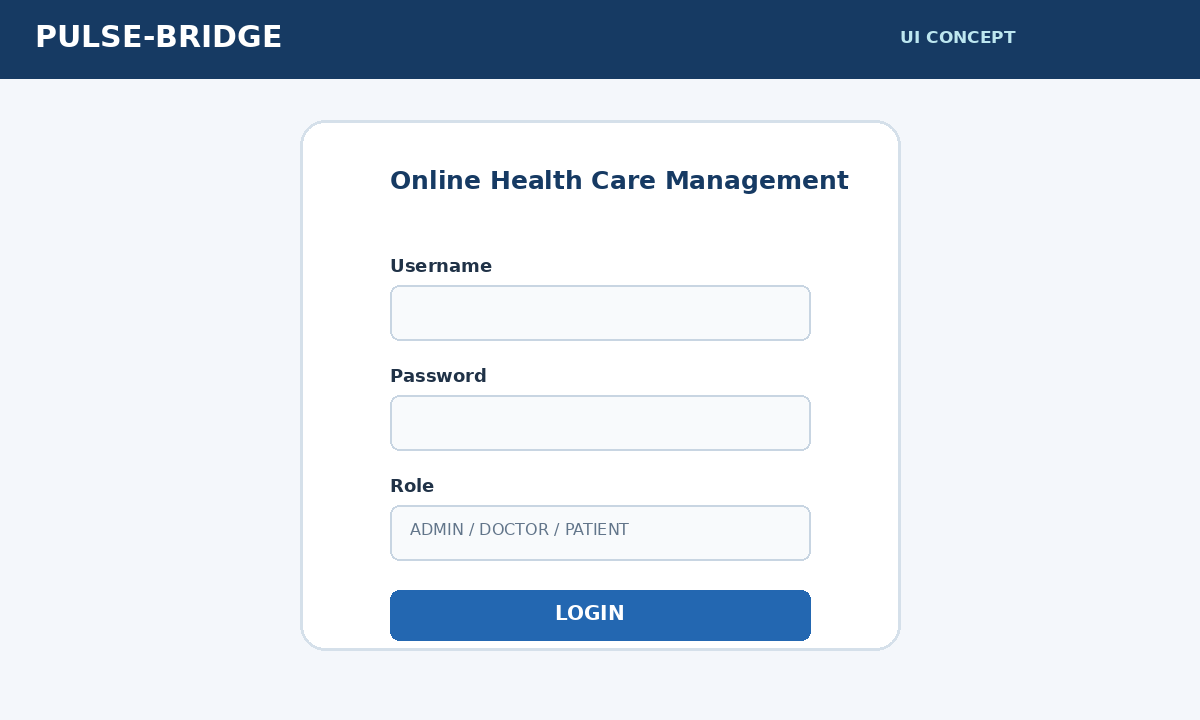 PULSE-BRIDGE
UI CONCEPT
Online Health Care Management
Username
Password
Role
ADMIN / DOCTOR / PATIENT
LOGIN